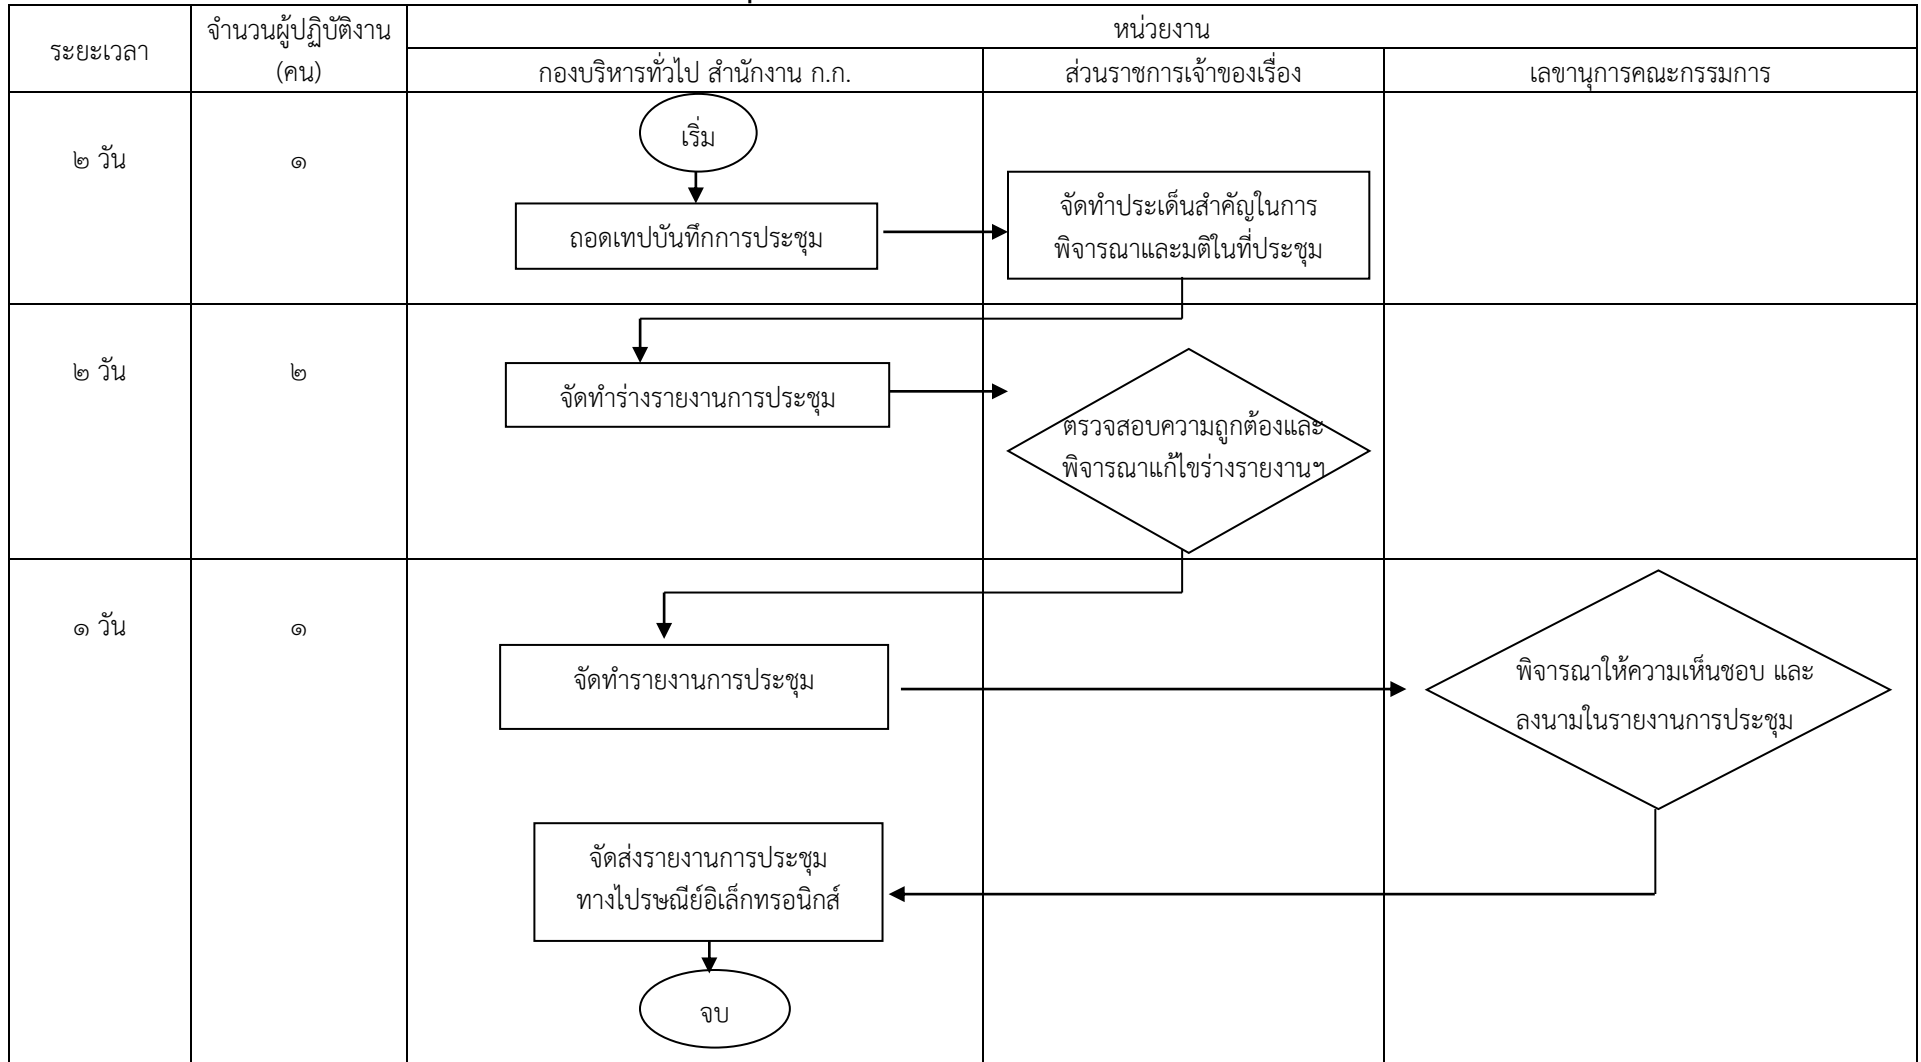 ระยะเวลา
จำนวนผู้ปฏิบัติงาน
(คน)
หน่วยงาน
กองบริหารทั่วไป สำนักงาน ก.ก.
ส่วนราชการเจ้าของเรื่อง
เลขานุการคณะกรรมการ
๒ วัน
๑
เริ่ม
ถอดเทปบันทึกการประชุม
จัดทำประเด็นสำคัญในการ
พิจารณาและมติในที่ประชุม
๒ วัน
๒
จัดทำร่างรายงานการประชุม
ตรวจสอบความถูกต้องและ
พิจารณาแก้ไขร่างรายงานฯ
๑ วัน
๑
จัดทำรายงานการประชุม
พิจารณาให้ความเห็นชอบ และ
ลงนามในรายงานการประชุม
จัดส่งรายงานการประชุม
ทางไปรษณีย์อิเล็กทรอนิกส์
จบ